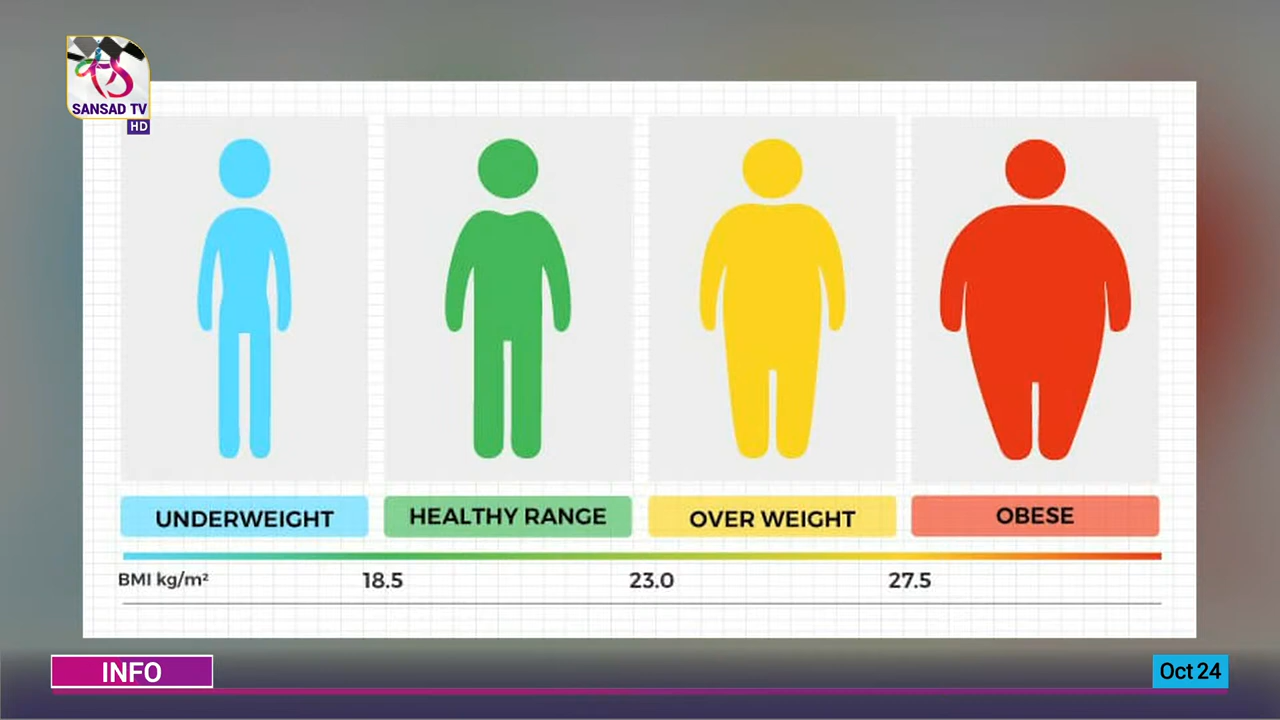 SANSAD TV
HD
UNDERWEIGHT
HEALTHY RANGE
OVER WEIGHT
OBESE
BMI kg/m² 18.5 23.0 27.5
INFO
Oct 24